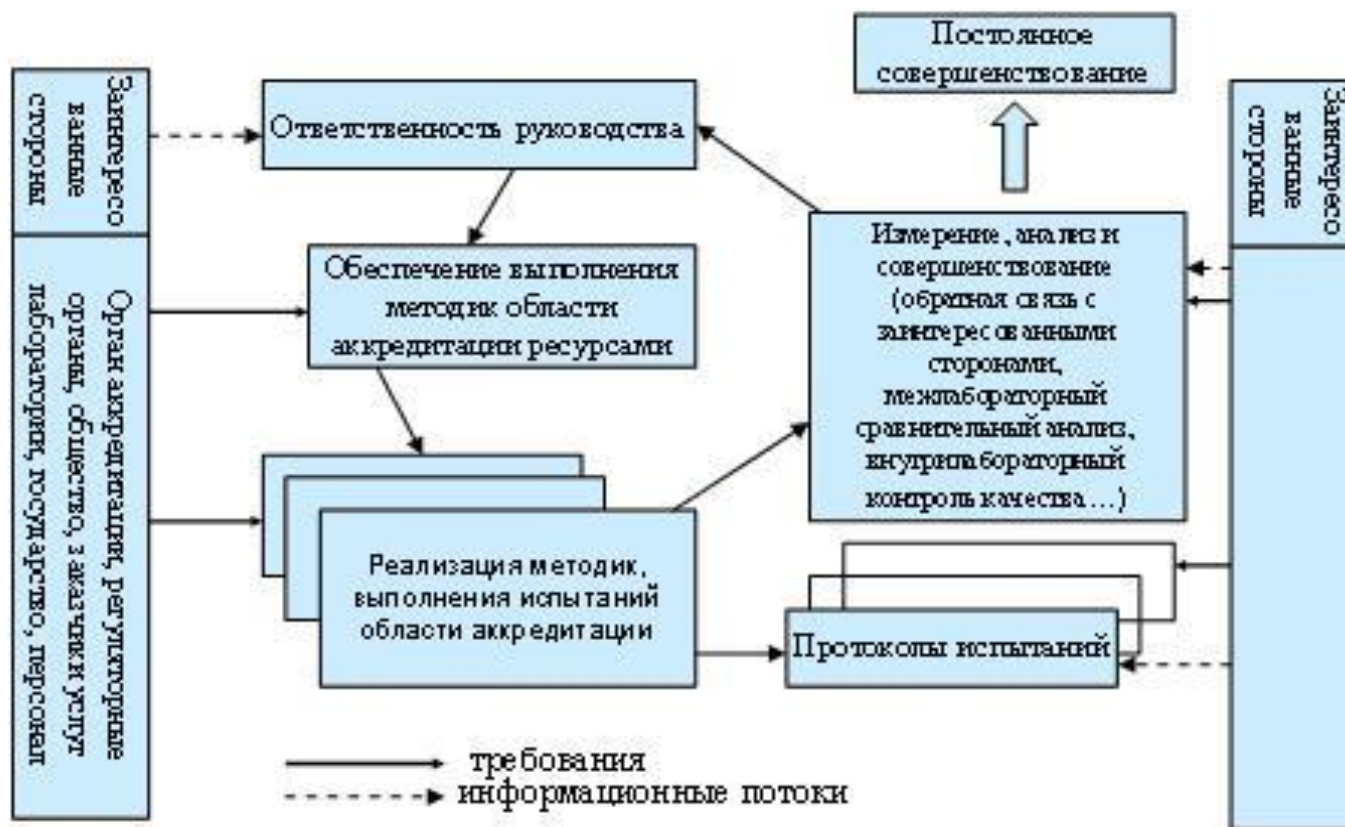 Заинтересо
ванные
стороны
Орган аккредитации, регуляторные
органы, общество, заказчики услуг
лаборатории, государство, персонал
Ответственность руководства
Обеспечение выполнения
методик области
аккредитации ресурсами
Реализация методик,
выполнения испытаний
области аккредитации
Постоянное
совершенствование
Измерение, анализ и
совершенствование
(обратная связь с
заинтересованными
сторонами,
межлабораторный
сравнительный анализ,
внутрилабораторный
контроль качества ...)
Протоколы испытаний
Заинтересо
ванные
стороны
требования
информационные потоки